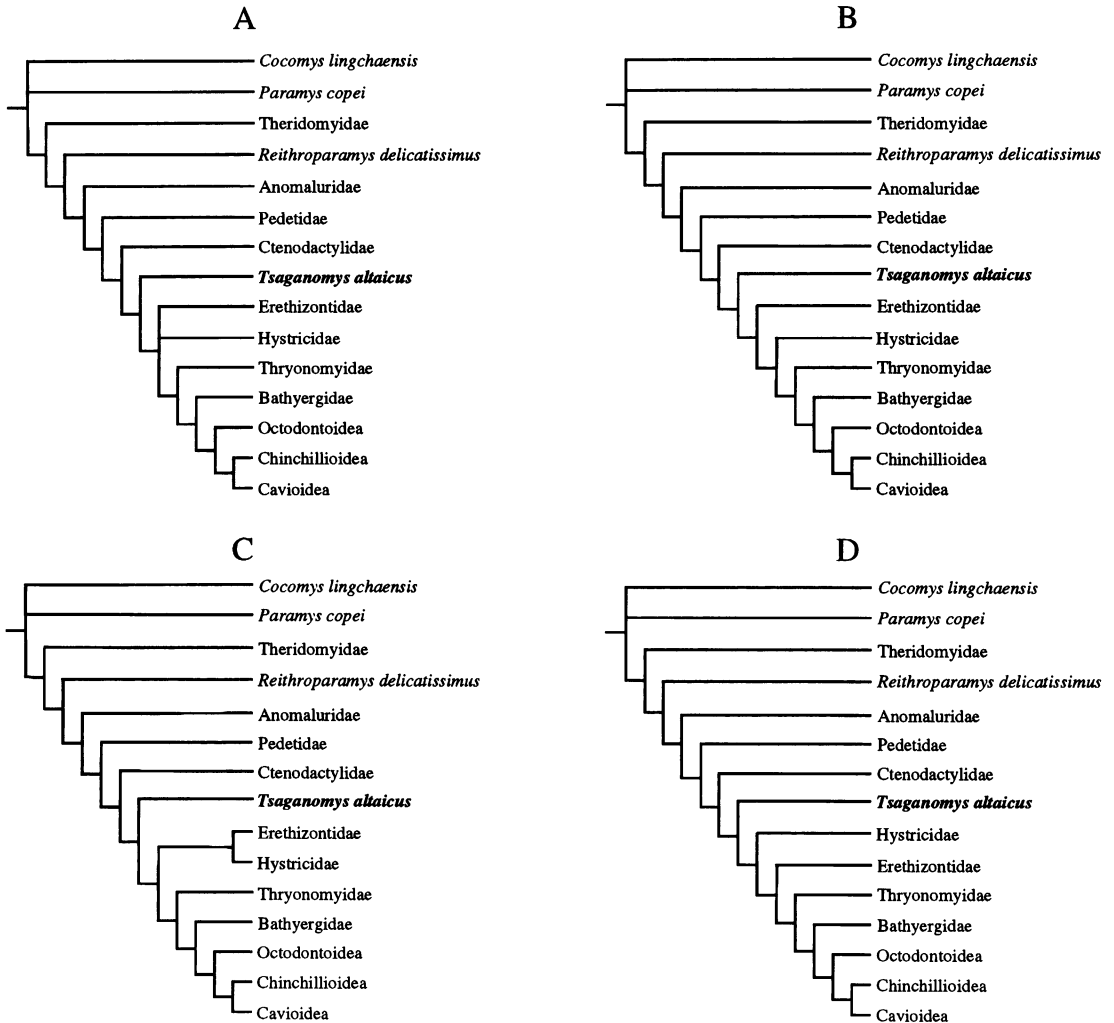 A
Cocomys lingchaensis
Paramys copei
Theridomyidae
Reithroparamys delicatissimus
Anomaluridae
Pedetidae
Ctenodactylidae
Tsaganomys altaicus
Erethizontidae
Hystricidae
Thryonomyidae
Bathyergidae
Octodontoidea
Chinchillioidea
Cavioidea
B
Cocomys lingchaensis
Paramys copei
Theridomyidae
Reithroparamys delicatissimus
Anomaluridae
Pedetidae
Ctenodactylidae
Tsaganomys altaicus
Erethizontidae
Hystricidae
Thryonomyidae
Bathyergidae
Octodontoidea
Chinchillioidea
Cavioidea
C
Cocomys lingchaensis
Paramys copei
Theridomyidae
Reithroparamys delicatissimus
Anomaluridae
Pedetidae
Ctenodactylidae
Tsaganomys altaicus
Erethizontidae
Hystricidae
Thryonomyidae
Bathyergidae
Octodontoidea
Chinchillioidea
Cavioidea
D
Cocomys lingchaensis
Paramys copei
Theridomyidae
Reithroparamys delicatissimus
Anomaluridae
Pedetidae
Ctenodactylidae
Tsaganomys altaicus
Hystricidae
Erethizontidae
Thryonomyidae
Bathyergidae
Octodontoidea
Chinchillioidea
Cavioidea